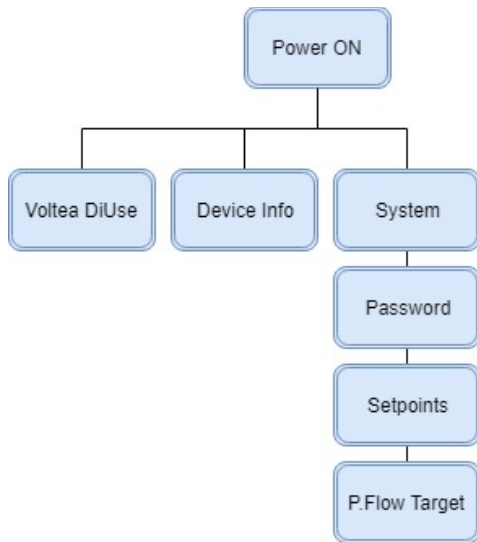 Power ON
Voltea DiUse
Device Info
System
Password
Setpoints
P.Flow Target